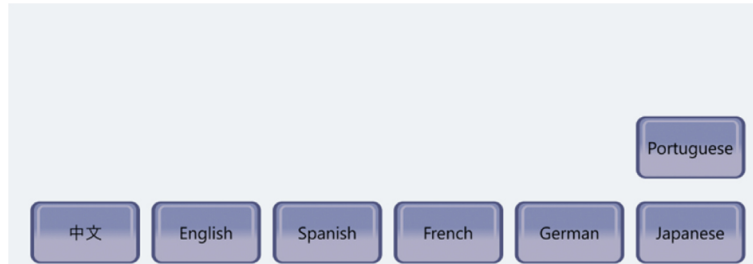 Portuguese
中文
English
Spanish
French
German
Japanese